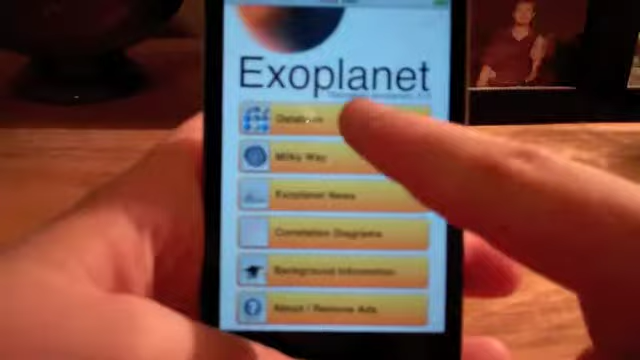 Exoplanet
Database
Milky Way
Exoplanet News
Correlation Diagrams
Background Information
About / Remove Ads